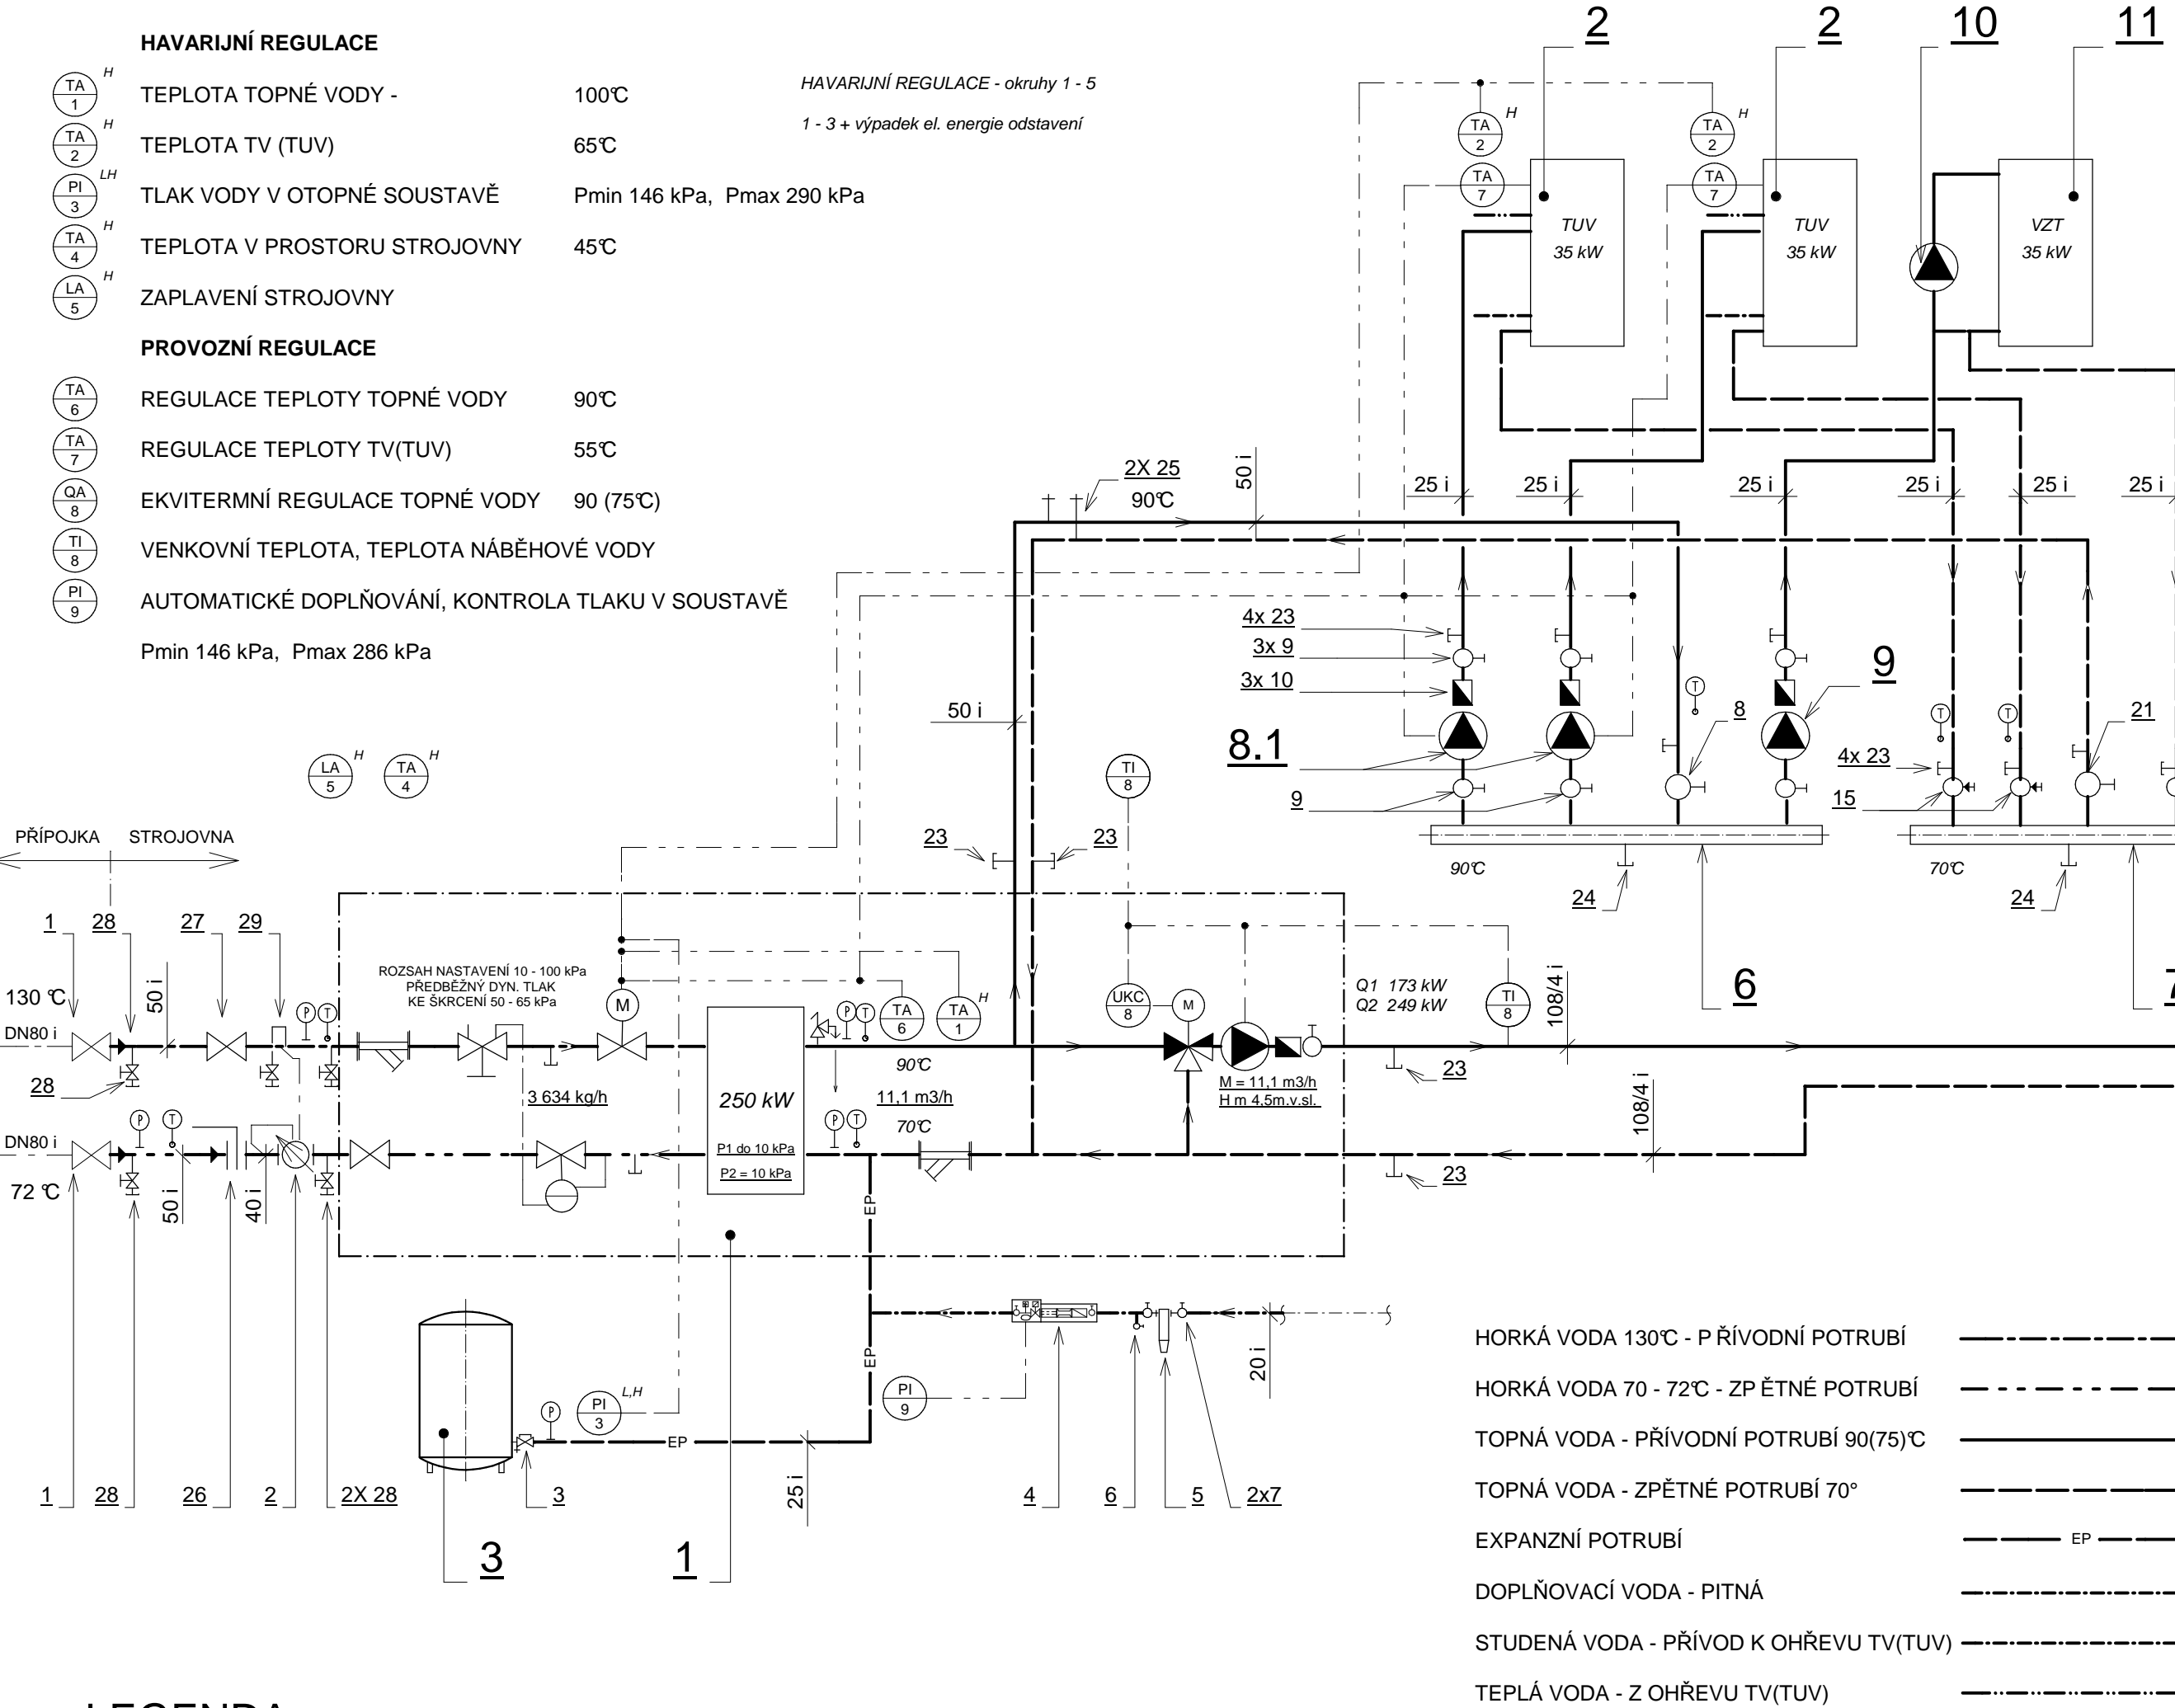 HAVARIJNÍ REGULACE
TA 1 H TEPLOTA TOPNÉ VODY - 100°C
TA 2 H TEPLOTA TV (TUV) 65°C
PI 3 LH TLAK VODY V OTOPNÉ SOUSTAVĚ Pmin 146 kPa, Pmax 290 kPa
TA 4 H TEPLOTA V PROSTORU STROJOVNY 45°C
LA 5 H ZAPLAVENÍ STROJOVNY
PROVOZNÍ REGULACE
TA 6 REGULACE TEPLOTY TOPNÉ VODY 90°C
TA 7 REGULACE TEPLOTY TV(TUV) 55°C
QA 8 EKVITERMNÍ REGULACE TOPNÉ VODY 90 (75°C)
TI 8 VENKOVNÍ TEPLOTA, TEPLOTA NÁBĚHOVÉ VODY
PI 9 AUTOMATICKÉ DOPLŇOVÁNÍ, KONTROLA TLAKU V SOUSTAVĚ
Pmin 146 kPa, Pmax 286 kPa
HAVARIJNÍ REGULACE - okruhy 1 - 5
1 - 3 + výpadek el. energie odstavení
2 2 10 11
TA 2 H
TA 2 H
TA 7
TA 7
TUV
35 kW
TUV
35 kW
VZT
35 kW
2X 25
90°C
50 i
25 i 25 i 25 i 25 i 25 i 25 i
4x 23
3x 9
3x 10
9
50 i
8.1
T
8
T
T
21
4x 23
15
9
LA 5 H
TA 4 H
TI 8
PŘÍPOJKA STROJOVNA
23
23
90°C
24
70°C
24
6
7
1 28 27 29
130 °C
50 i
DN80 i
P T
28
ROZSAH NASTAVENÍ 10 - 100 kPa
PŘEDBĚŽNÝ DYN. TLAK
KE ŠKRCENÍ 50 - 65 kPa
M
P T
TA 6
TA 1 H
90°C
UKC 8
M
Q1 173 kW
Q2 249 kW
TI 8
108/4 i
3 634 kg/h
250 kW
P1 do 10 kPa
P2 = 10 kPa
11,1 m3/h
70°C
P T
M = 11,1 m3/h
H m 4,5m.v.sl.
23
108/4 i
23
DN80 i
P T
72 °C
50 i
40 i
EP
EP
20 i
PI 9
PI 3 L,H
P
EP
25 i
1 28 26 2 2X 28 3 4 6 5 2x7
3
1
HORKÁ VODA 130°C - P ŘÍVODNÍ POTRUBÍ
HORKÁ VODA 70 - 72°C - ZP ĚTNÉ POTRUBÍ
TOPNÁ VODA - PŘÍVODNÍ POTRUBÍ 90(75)°C
TOPNÁ VODA - ZPĚTNÉ POTRUBÍ 70°
EXPANZNÍ POTRUBÍ EP
DOPLŇOVACÍ VODA - PITNÁ
STUDENÁ VODA - PŘÍVOD K OHŘEVU TV(TUV)
TEPLÁ VODA - Z OHŘEVU TV(TUV)
LEGENDA